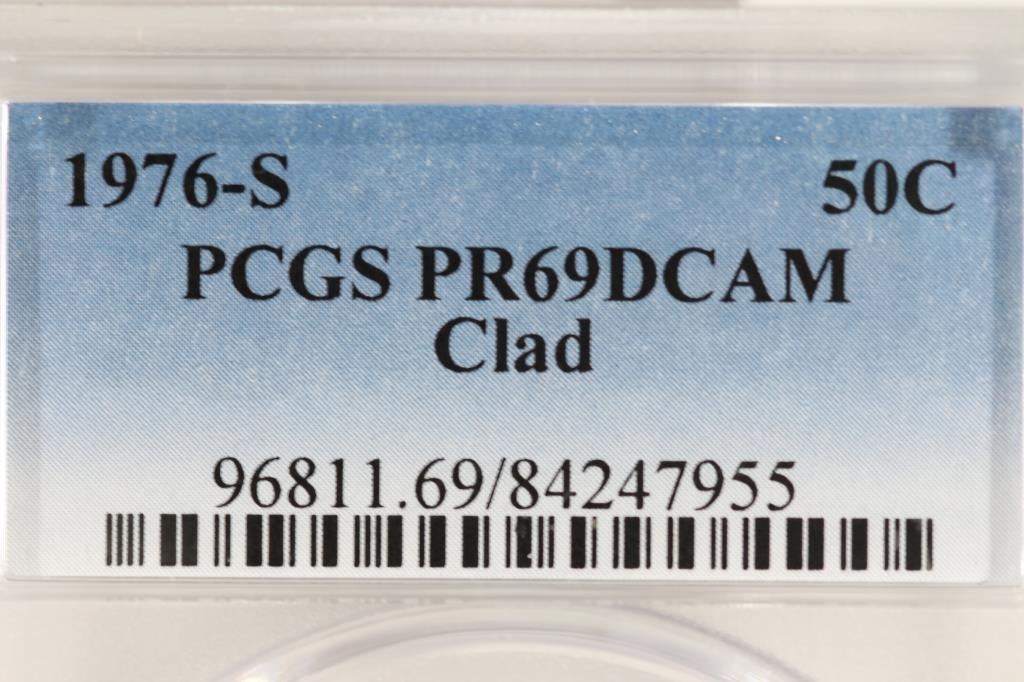 1976-S 50C
PCGS PR69DCAM
Clad
96811.69/84247955